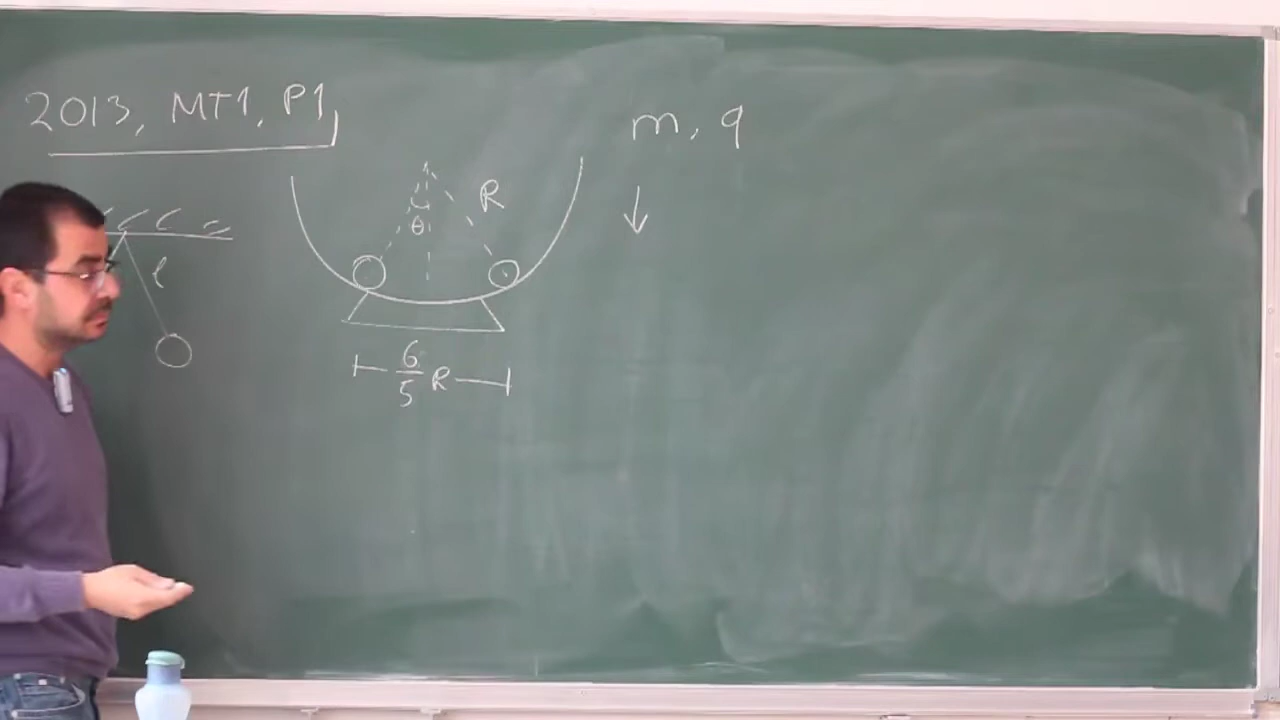 2013, MT1, P1,
m, q
R
θ
l
6/5 R